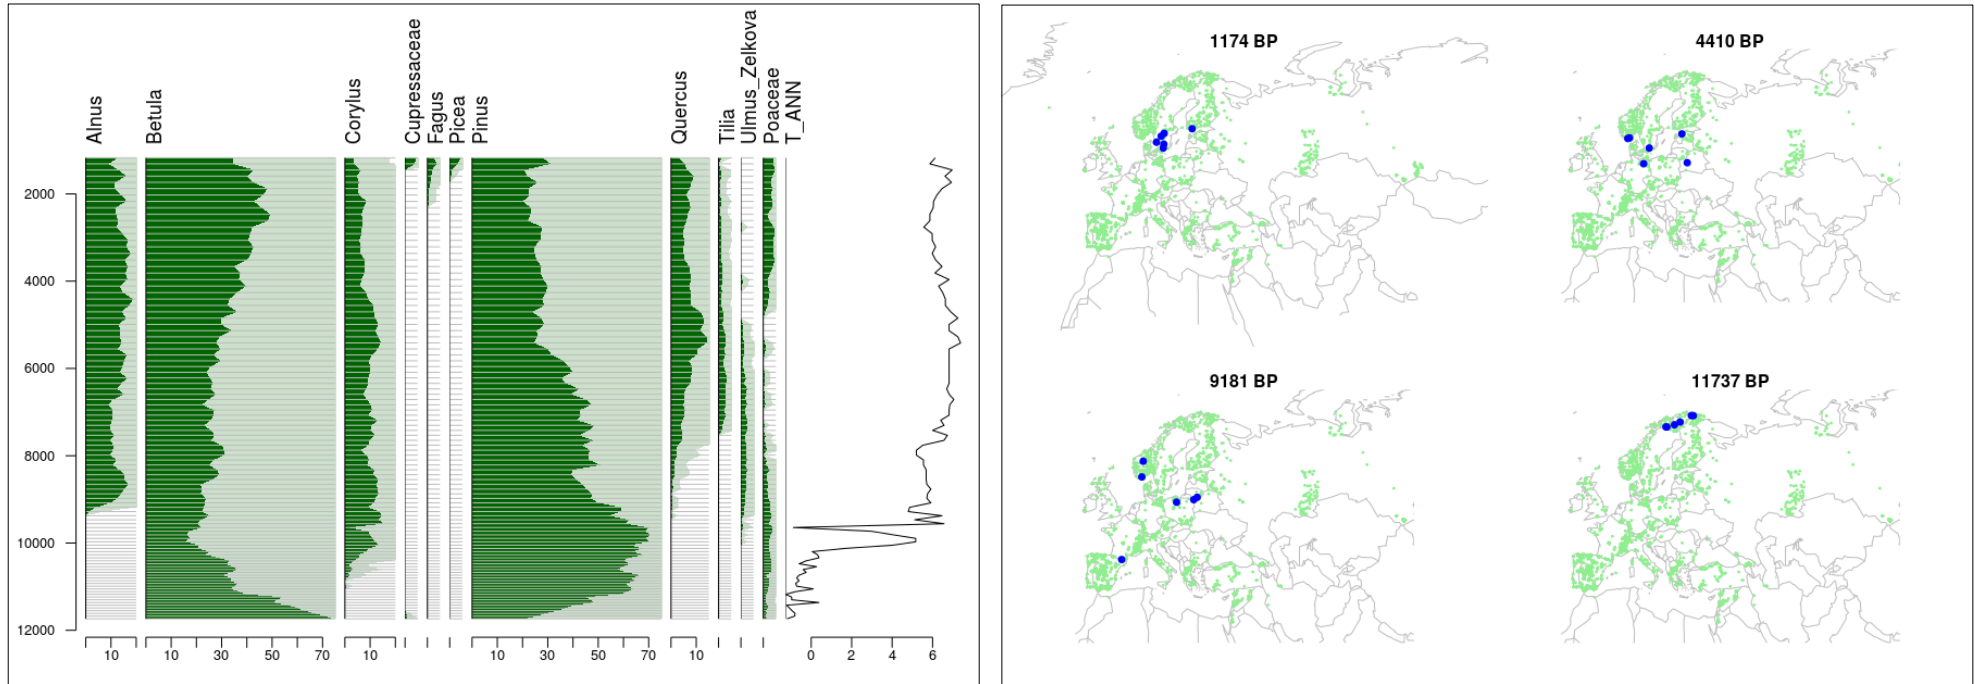 Alnus
Betula
Corylus
Cupressaceae
Fagus
Picea
Pinus
Quercus
Tilia
Ulmus_Zelkova
Poaceae
T_ANN
2000
4000
6000
8000
10000
12000
10 10 30 50 70 10 10 30 50 70 10 0 2 4 6
1174 BP
4410 BP
9181 BP
11737 BP